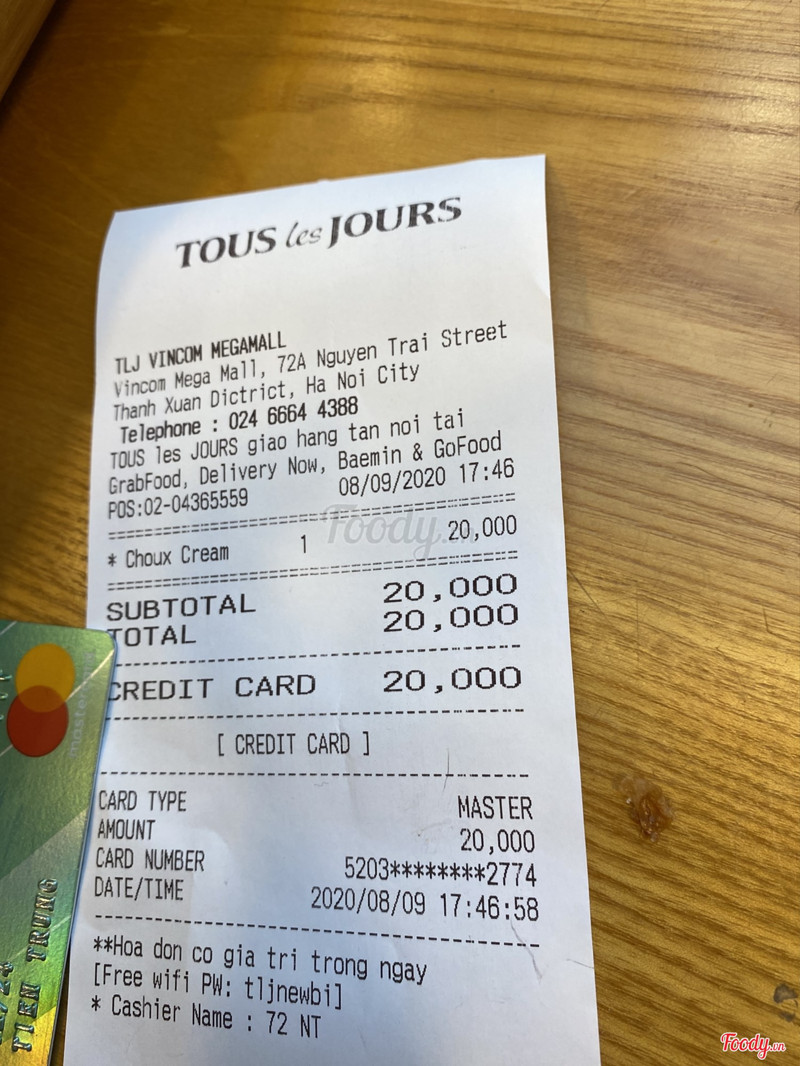 TOUS les JOURS
TLJ VINCOM MEGAMALL
Vincom Mega Mall, 72A Nguyen Trai Street
Thanh Xuan Dictrict, Ha Noi City
Telephone : 024 6664 4388
TOUS les JOURS giao hang tan noi tai
GrabFood, Delivery Now, Baemin & GoFood
POS:02-04365559 08/09/2020 17:46
* Choux Cream 1 20,000
SUBTOTAL 20,000
TOTAL 20,000
CREDIT CARD 20,000
[ CREDIT CARD ]
CARD TYPE MASTER
AMOUNT 20,000
CARD NUMBER 5203********2774
DATE/TIME 2020/08/09 17:46:58
**Hoa don co gia tri trong ngay
[Free wifi PW: tljnewbi]
* Cashier Name : 72 NT
TIEN TRUNG
Foody.vn
Foody.vn